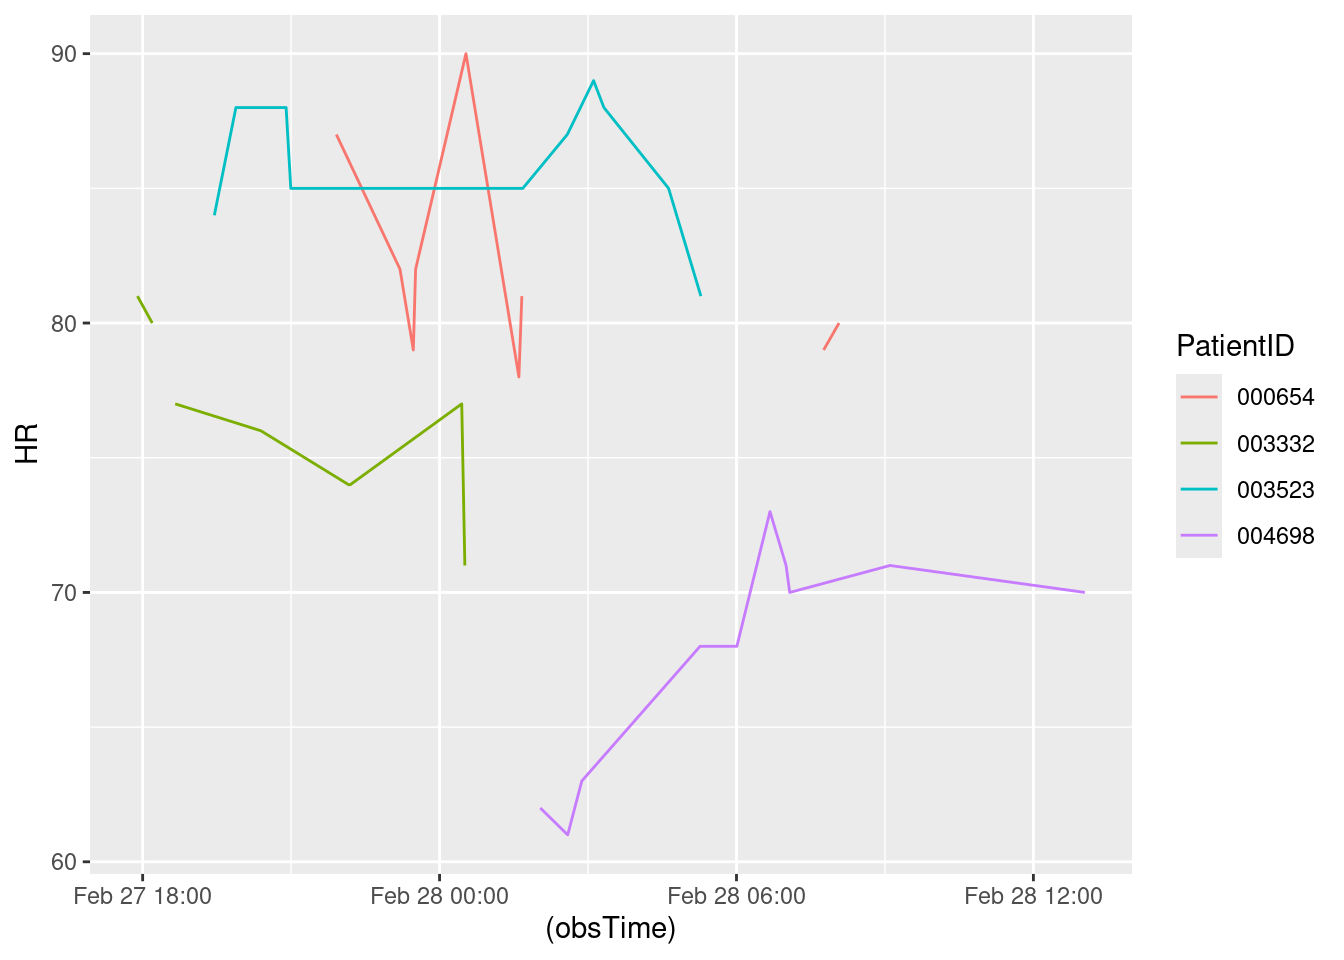 90
80
70
60
HR
Feb 27 18:00
Feb 28 00:00
Feb 28 06:00
Feb 28 12:00
(obsTime)
PatientID
000654
003332
003523
004698